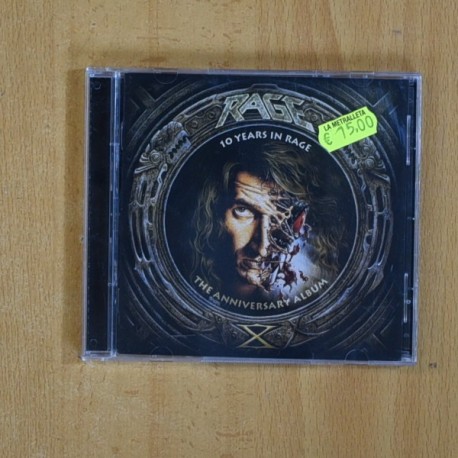 RAGE
10 YEARS IN RAGE
THE ANNIVERSARY ALBUM
X
LA METRALLETA
€ 15,00